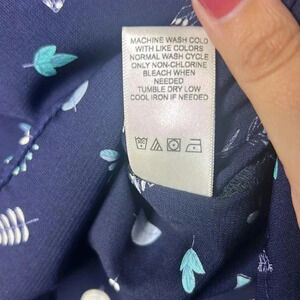 MACHINE WASH COLD
WITH LIKE COLORS
NORMAL WASH CYCLE
ONLY NON-CHLORINE
BLEACH WHEN
NEEDED
TUMBLE DRY LOW
COOL IRON IF NEEDED